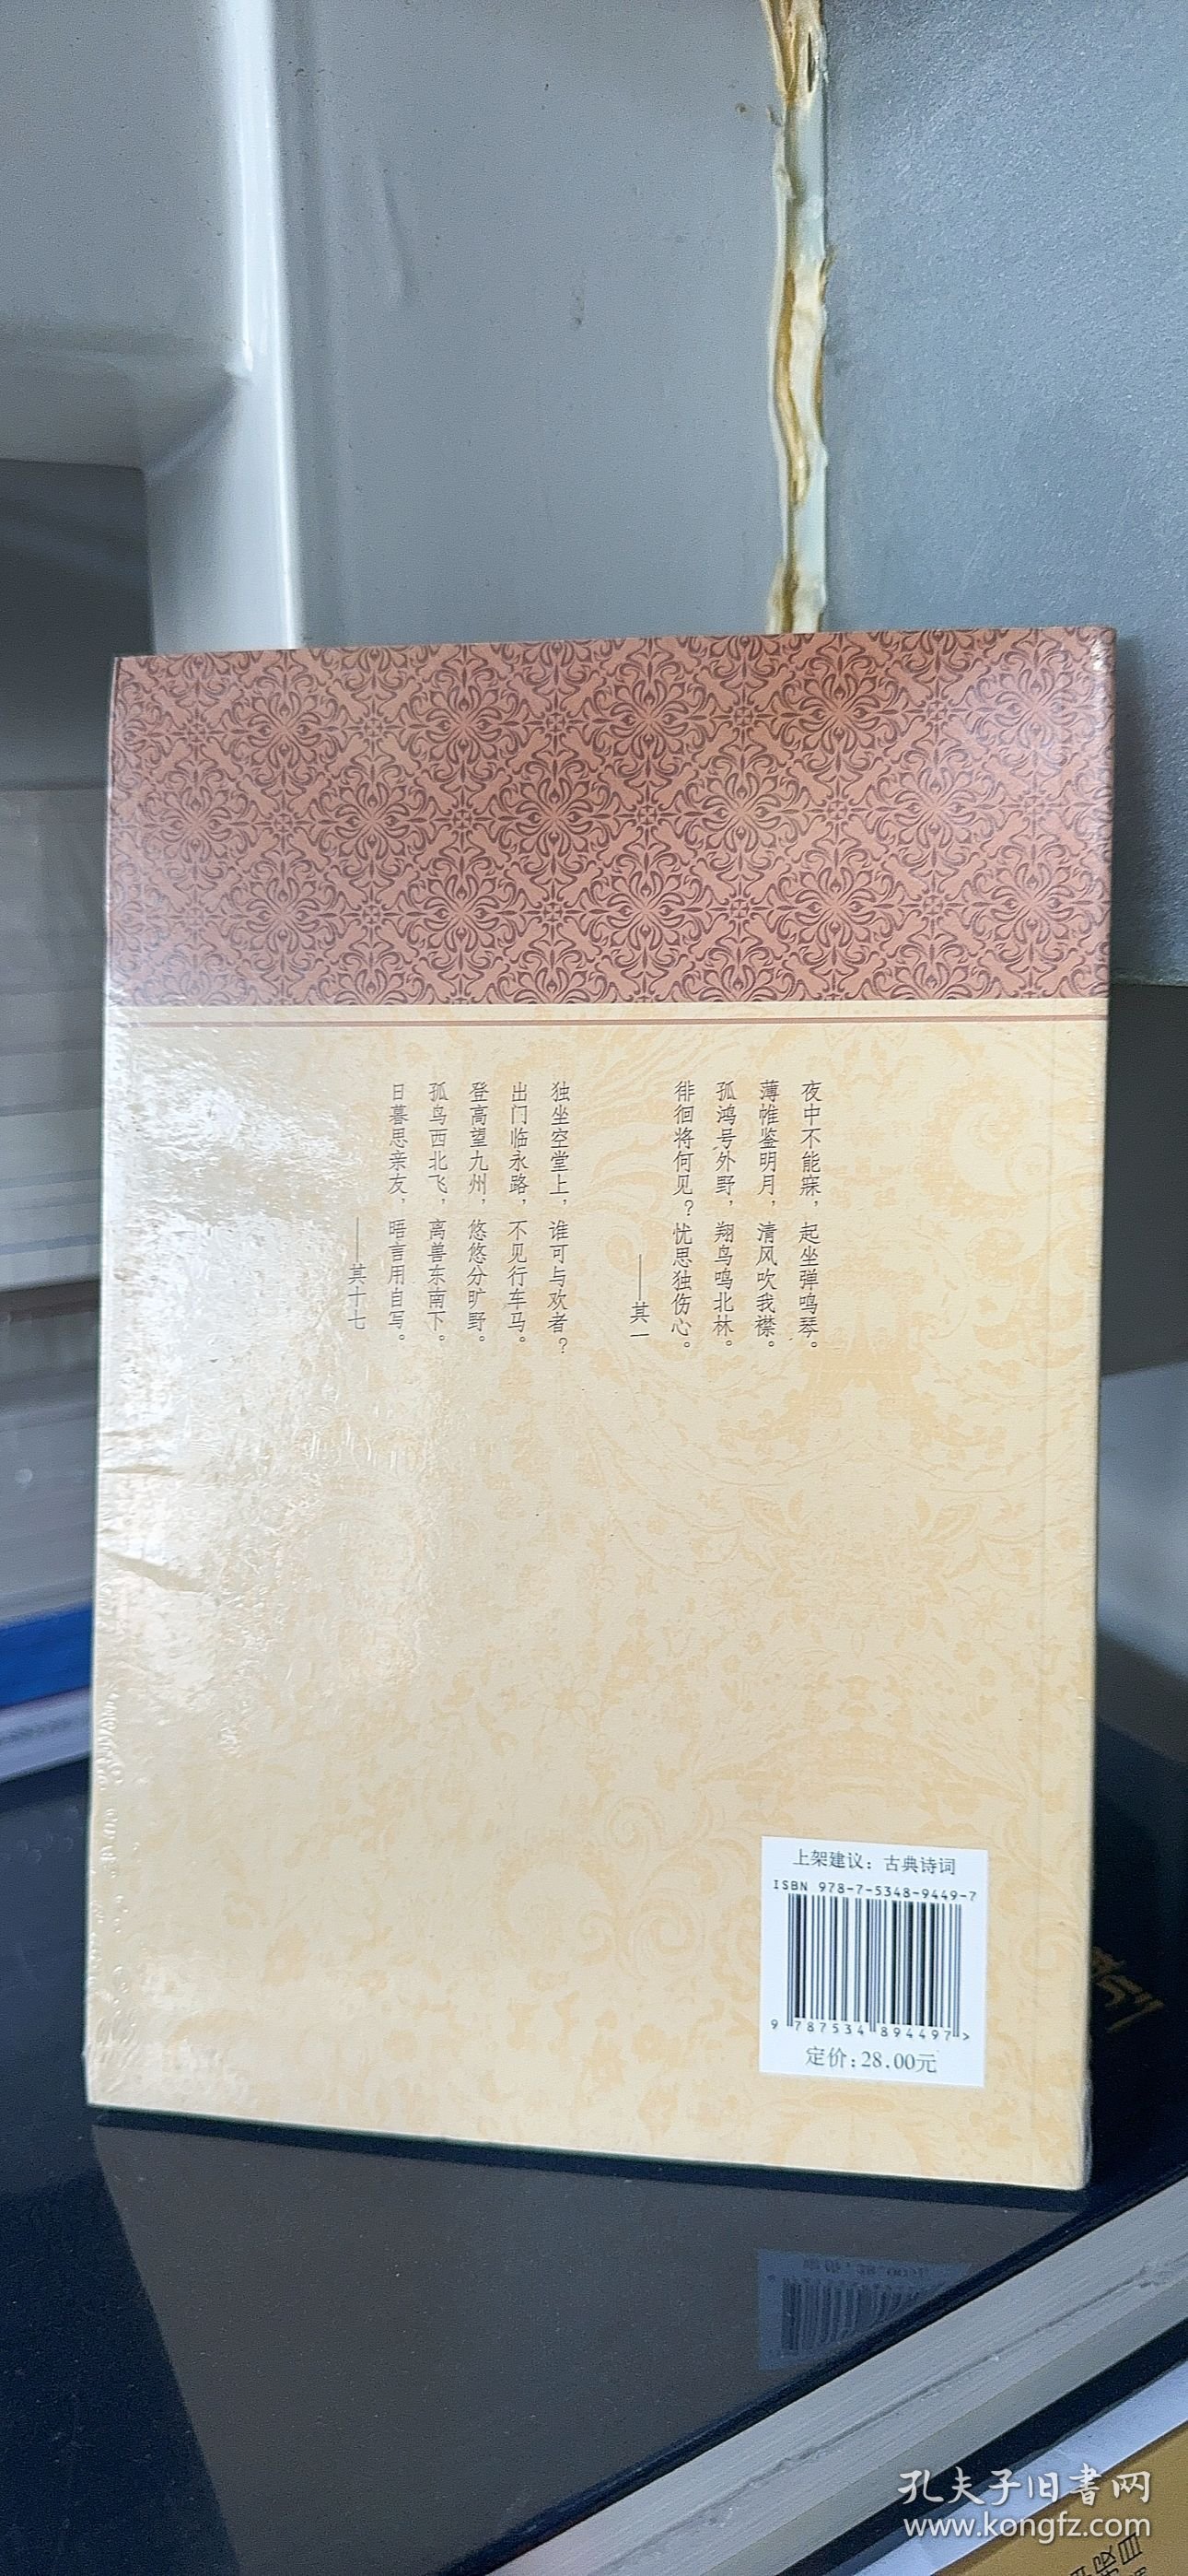 夜中不能寐，起坐弹鸣琴。
薄帷鉴明月，清风吹我襟。
孤鸿号外野，翔鸟鸣北林。
徘徊将何见？忧思独伤心。
——其一
独坐空堂上，谁可与欢者？
出门临永路，不见行车马。
登高望九州，悠悠分旷野。
孤鸟西北飞，离兽东南下。
日暮思亲友，晤言用自写。
——其十七
上架建议：古典诗词
ISBN 978-7-5348-9449-7
9 787534 894497>
定价：28.00元
孔夫子旧书网
www.kongfz.com